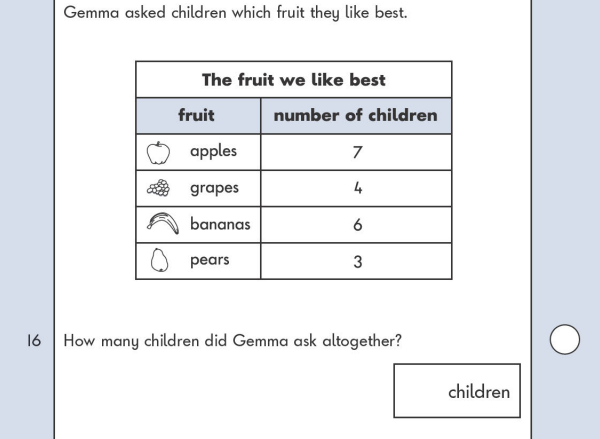 Gemma asked children which fruit they like best.
The fruit we like best
fruit number of children
apples 7
grapes 4
bananas 6
pears 3
16 How many children did Gemma ask altogether?
children